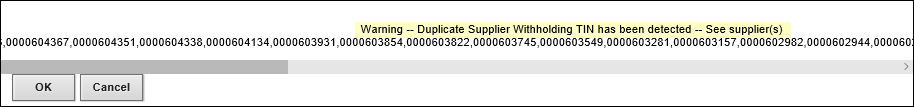 Warning -- Duplicate Supplier Withholding TIN has been detected -- See supplier(s)
,0000604367,0000604351,0000604338,0000604134,0000603931,0000603854,0000603822,0000603745,0000603549,0000603281,0000603157,0000602982,0000602944,0000
OK Cancel